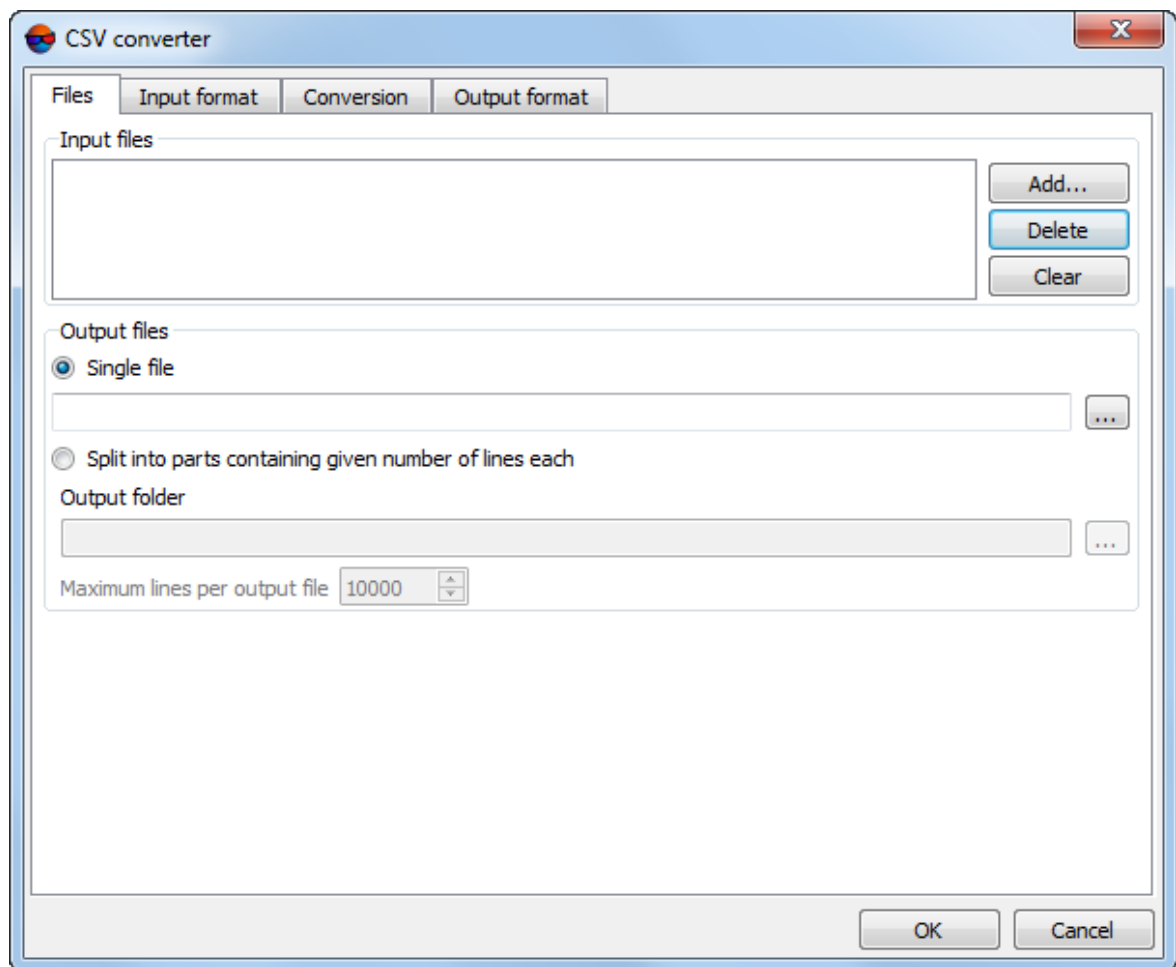 CSV converter
Files Input format Conversion Output format
Input files
Add...
Delete
Clear
Output files
Single file
...
Split into parts containing given number of lines each
Output folder
...
Maximum lines per output file 10000
OK Cancel